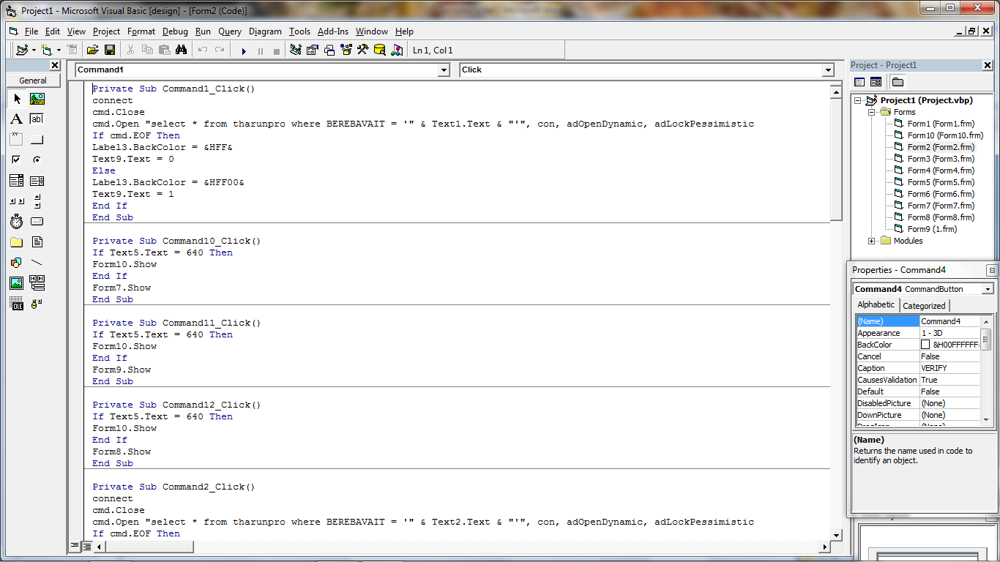 Project1 - Microsoft Visual Basic [design] - [Form2 (Code)]
File Edit View Project Format Debug Run Query Diagram Tools Add-Ins Window Help
Ln 1, Col 1
General
Command1
Click
Private Sub Command1_Click()
connect
cmd.Close
cmd.Open "select * from tharunpro where BEREBAVAIT = '" & Text1.Text & "'", con, adOpenDynamic, adLockPessimistic
If cmd.EOF Then
Label3.BackColor = &HFF&
Text9.Text = 0
Else
Label3.BackColor = &HFF00&
Text9.Text = 1
End If
End Sub
Private Sub Command10_Click()
If Text5.Text = 640 Then
Form10.Show
End If
Form7.Show
End Sub
Private Sub Command11_Click()
If Text5.Text = 640 Then
Form10.Show
End If
Form9.Show
End Sub
Private Sub Command12_Click()
If Text5.Text = 640 Then
Form10.Show
End If
Form8.Show
End Sub
Private Sub Command2_Click()
connect
cmd.Close
cmd.Open "select * from tharunpro where BEREBAVAIT = '" & Text2.Text & "'", con, adOpenDynamic, adLockPessimistic
If cmd.EOF Then
Project - Project1
Project1 (Project.vbp)
Forms
Form1 (Form1.frm)
Form10 (Form10.frm)
Form2 (Form2.frm)
Form3 (Form3.frm)
Form4 (Form4.frm)
Form5 (Form5.frm)
Form6 (Form6.frm)
Form7 (Form7.frm)
Form8 (Form8.frm)
Form9 (1.frm)
Modules
Properties - Command4
Command4 CommandButton
Alphabetic Categorized
(Name) Command4
Appearance 1 - 3D
BackColor &H00FFFFFF
Cancel False
Caption VERIFY
CausesValidation True
Default False
DisabledPicture (None)
DownPicture (None)
(Name)
Returns the name used in code to
identify an object.